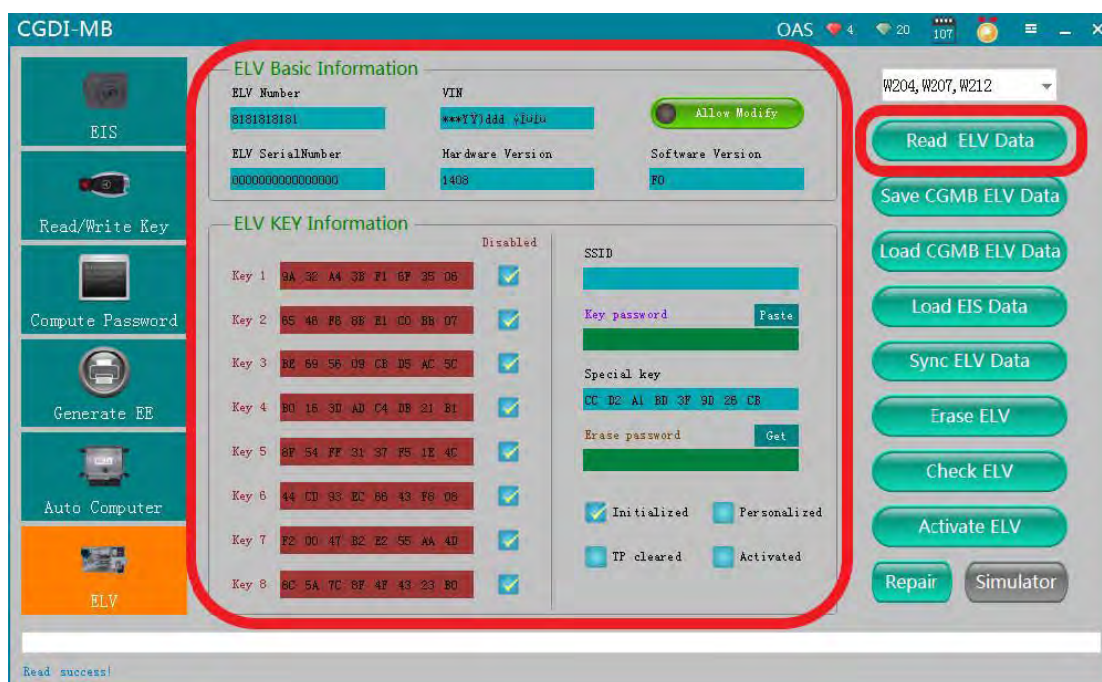 CGDI-MB
OAS 4 20 107
EIS
Read/Write Key
Compute Password
Generate EE
Auto Computer
ELV
ELV Basic Information
ELV Number VIN
8181818181
Allow Modify
ELV SerialNumber Hardware Version Software Version
0000000000000000 1408 F0
ELV KEY Information
Disabled
Key 1 9A 32 A4 3B F1 6F 35 06
Key 2 65 46 F6 8B E1 C0 BB 07
Key 3 BE 69 56 09 CB D5 AC 5C
Key 4 B0 16 3D AD C4 DB 21 B1
Key 5 8F 54 FF 31 37 F5 1E 4C
Key 6 44 CD 93 EC 66 43 F6 08
Key 7 F2 00 47 B2 E2 55 AA 4D
Key 8 8C 5A 7C 8F 4F 43 23 B0
SSID
Key password Paste
Special key
CC D2 A1 BD 3F 9D 26 CB
Erase password Get
Initialized Personalized
TP cleared Activated
W204, W207, W212
Read ELV Data
Save CGMB ELV Data
Load CGMB ELV Data
Load EIS Data
Sync ELV Data
Erase ELV
Check ELV
Activate ELV
Repair Simulator
Read success!